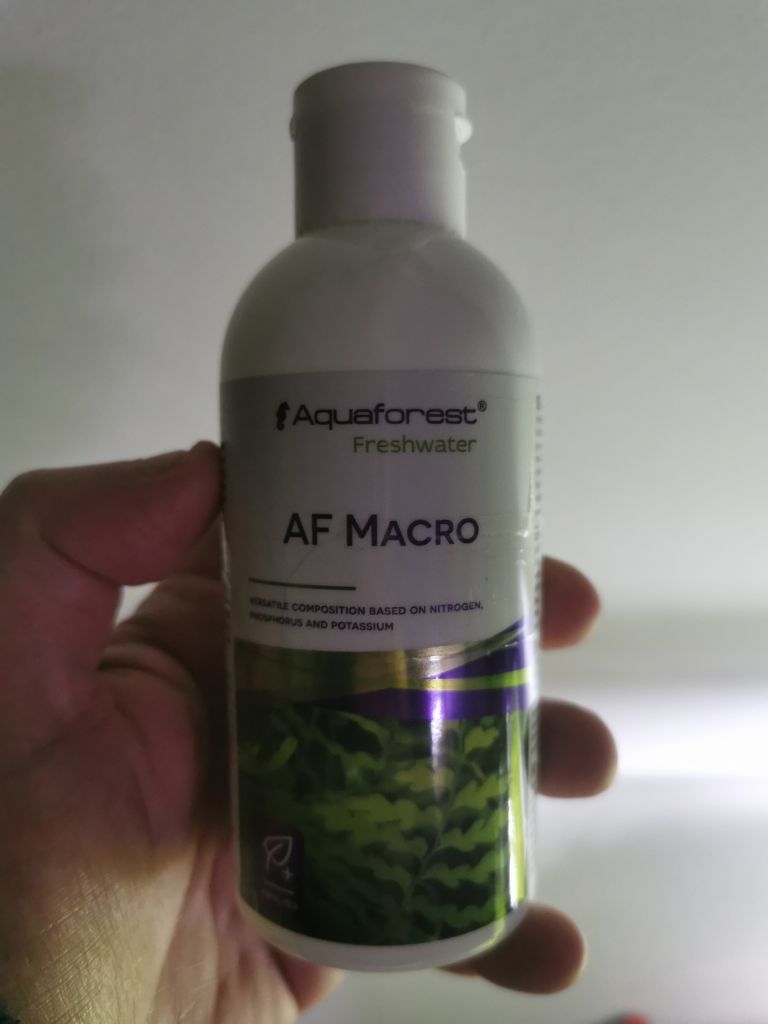 Aquaforest®
Freshwater
AF MACRO
VERSATILE COMPOSITION BASED ON NITROGEN,
PHOSPHORUS AND POTASSIUM